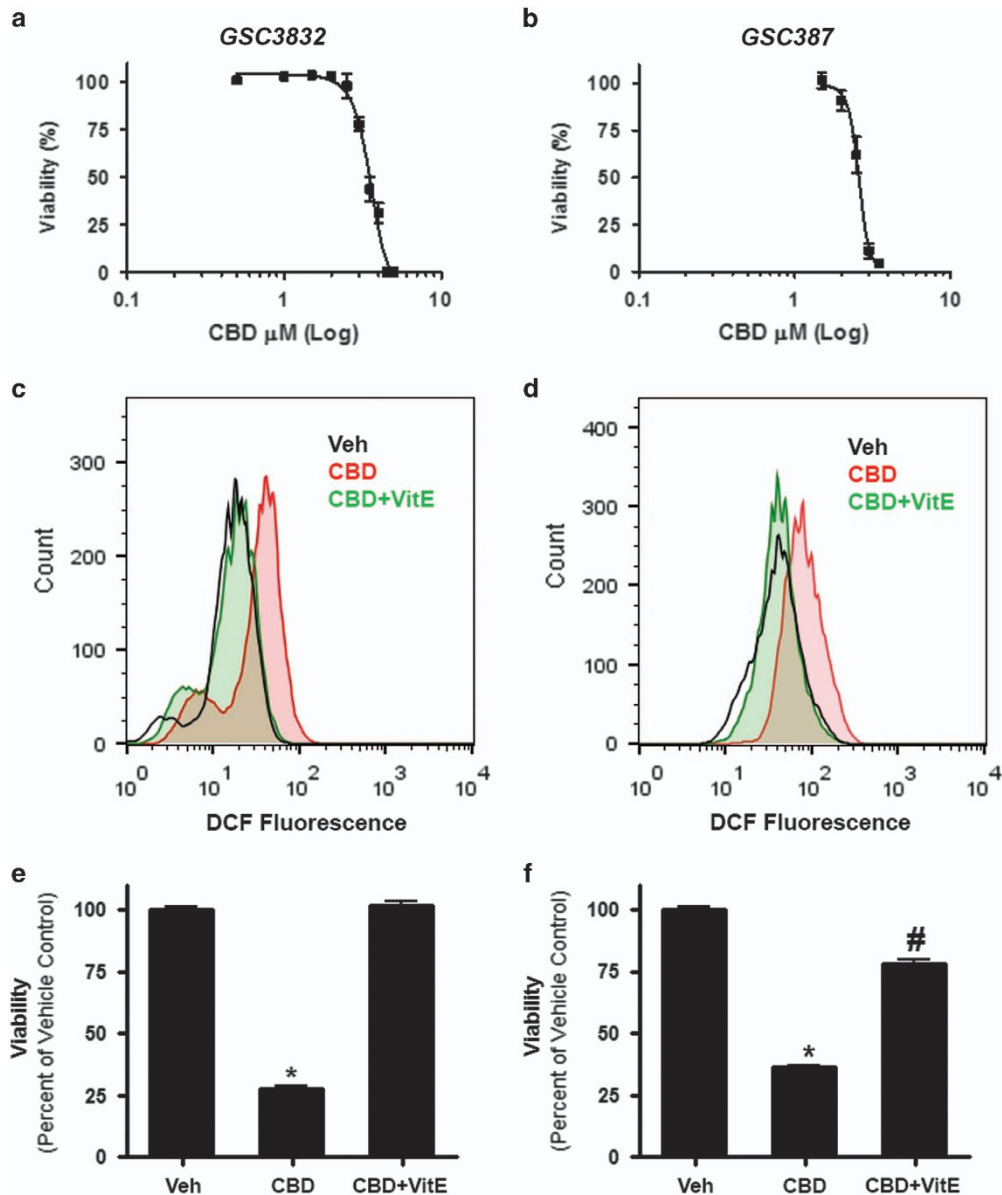 a
GSC3832
100
75
50
25
0
Viability (%)
0.1 1 10
CBD μM (Log)
b
GSC387
100
75
50
25
0
Viability (%)
0.1 1 10
CBD μM (Log)
c
300
200
100
0
Count
Veh
CBD
CBD+VitE
10^0 10^1 10^2 10^3 10^4
DCF Fluorescence
d
400
300
200
100
0
Count
Veh
CBD
CBD+VitE
10^0 10^1 10^2 10^3 10^4
DCF Fluorescence
e
100
75
50
25
0
Viability
(Percent of Vehicle Control)
*
Veh CBD CBD+VitE
f
100
75
50
25
0
Viability
(Percent of Vehicle Control)
*
#
Veh CBD CBD+VitE